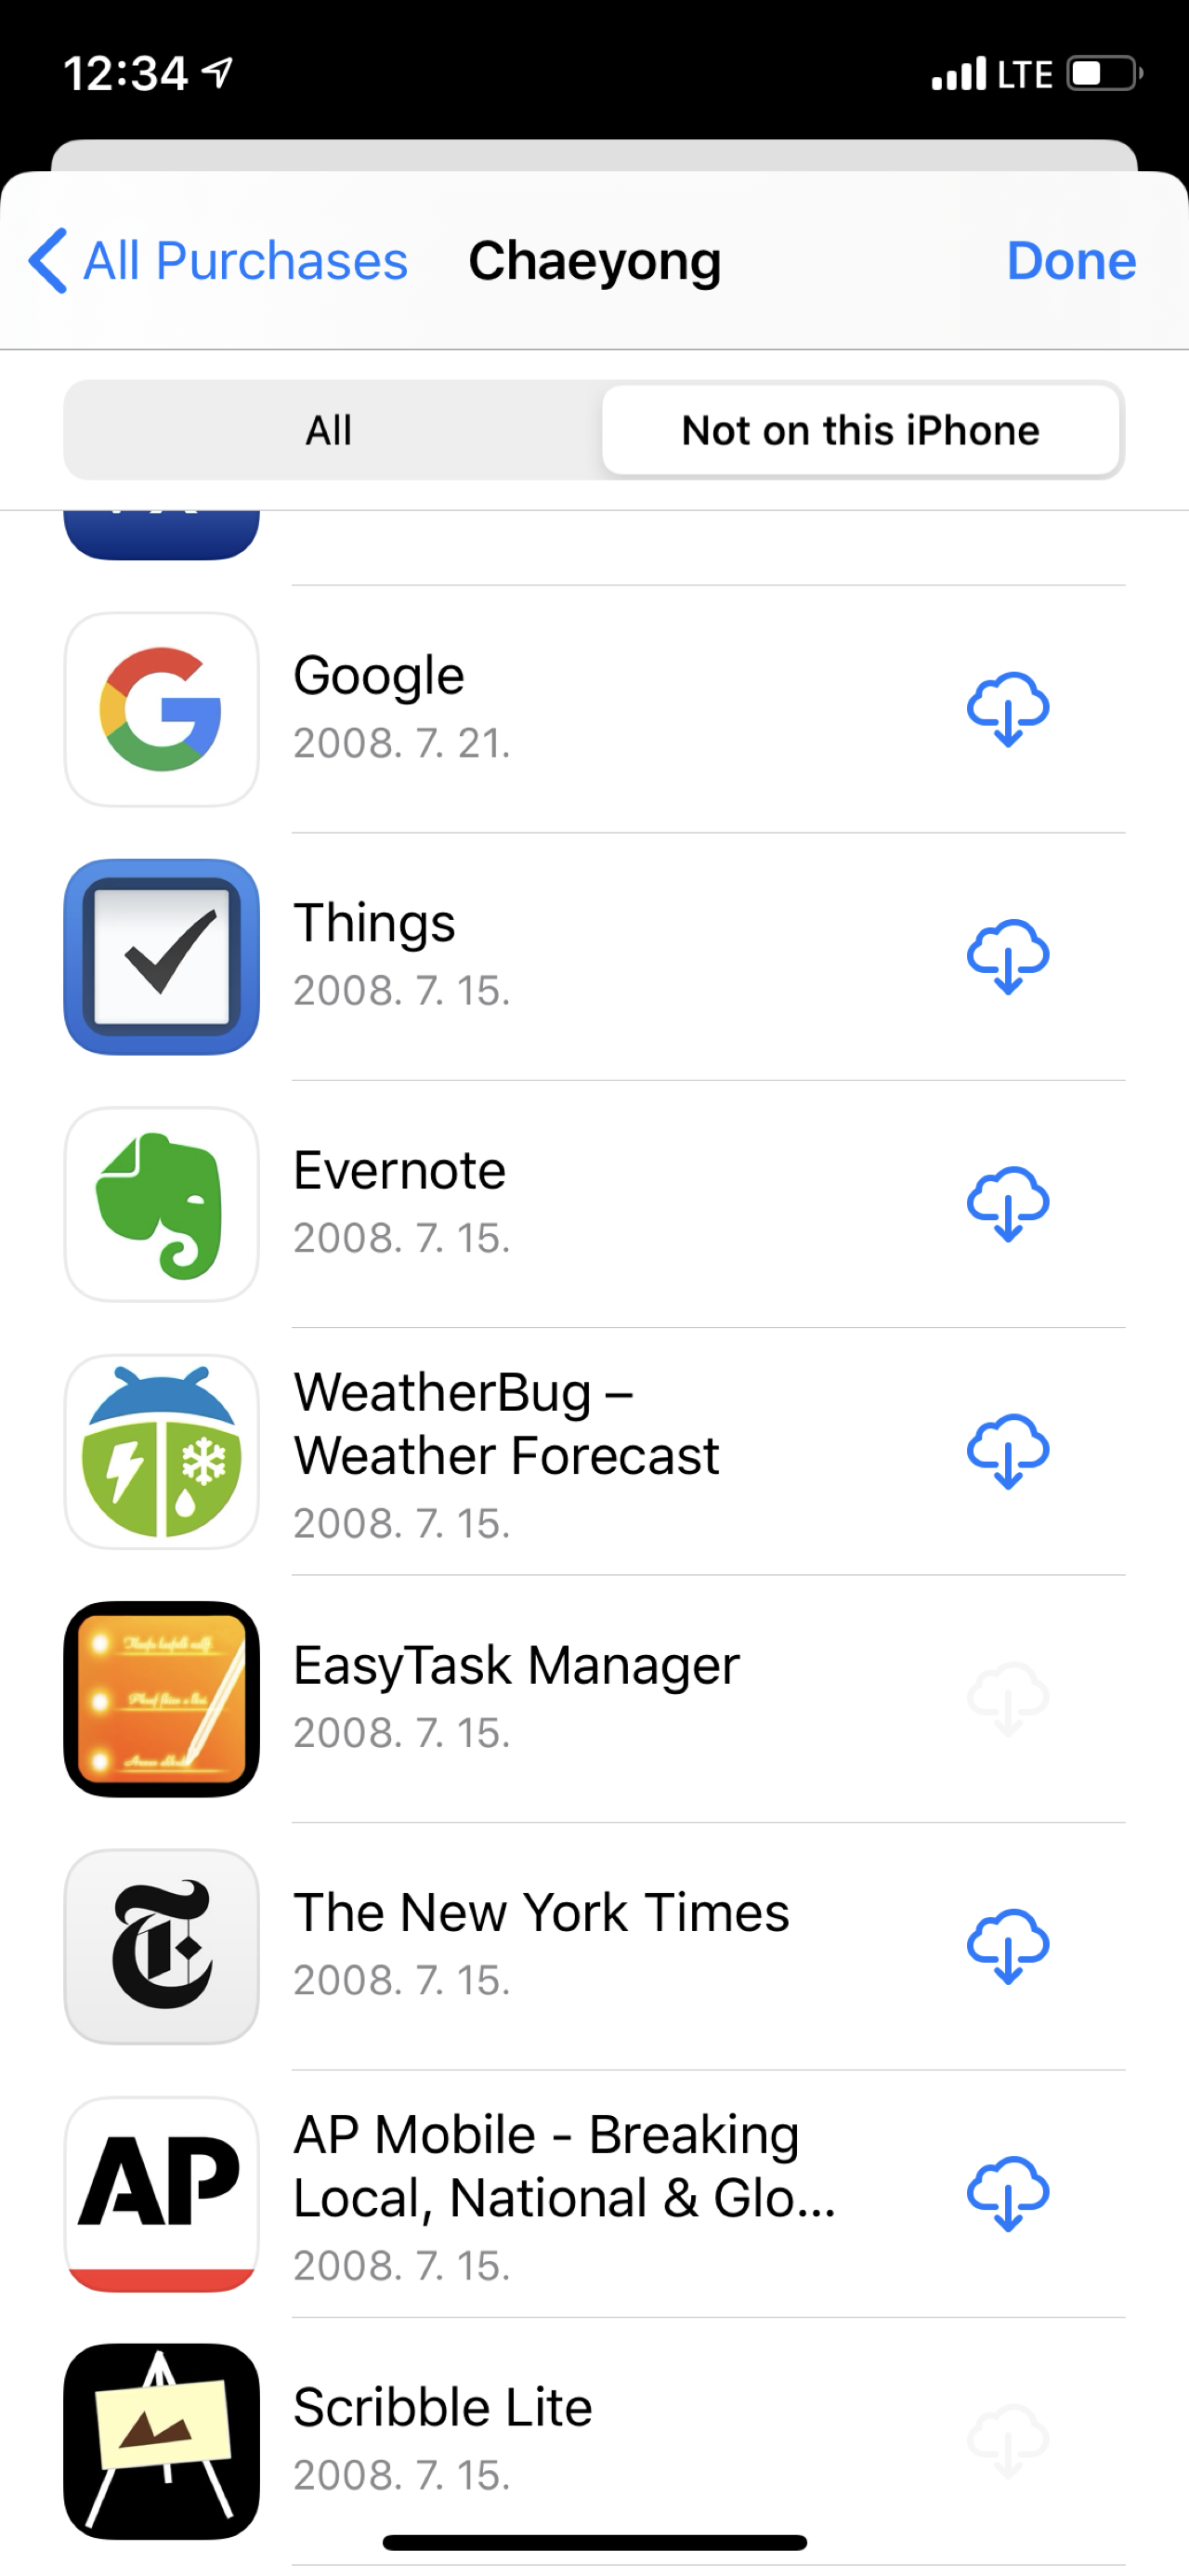 12:34 LTE
All Purchases Chaeyong Done
All Not on this iPhone
Google
2008. 7. 21.
Things
2008. 7. 15.
Evernote
2008. 7. 15.
WeatherBug –
Weather Forecast
2008. 7. 15.
EasyTask Manager
2008. 7. 15.
The New York Times
2008. 7. 15.
AP
AP Mobile - Breaking
Local, National & Glo...
2008. 7. 15.
Scribble Lite
2008. 7. 15.